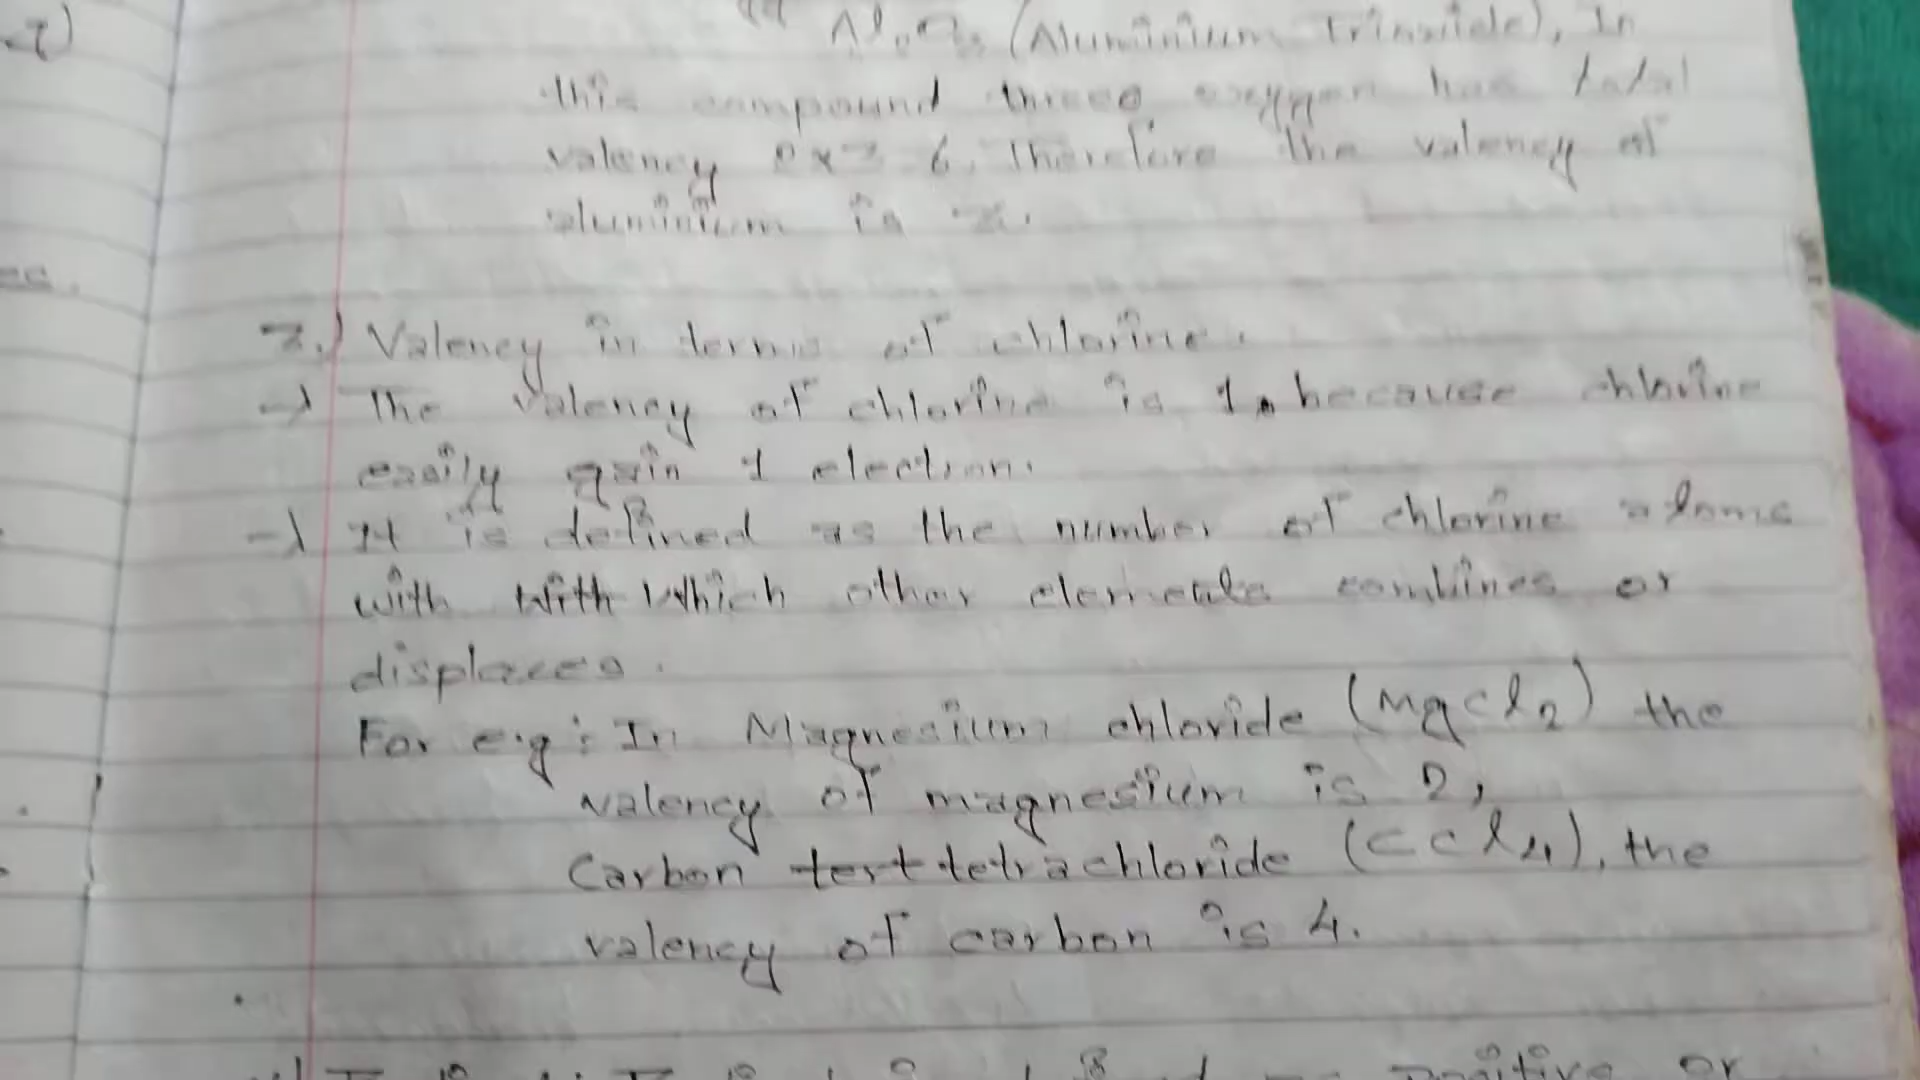 Al2O3 (Aluminium Trioxide), In
this compound three oxygen has total
valency 2x3=6. Therefore the valency of
aluminium is 3.
3.) Valency in terms of chlorine.
→ The valency of chlorine is 1. because chlorine
easily gain 1 electron.
→ It is defined as the number of chlorine atoms
with with which other elements combines or
displaces.
For e.g: In Magnesium chloride (Mgcl2) the
valency of magnesium is 2,
Carbon tert tetrachloride (CCl4), the
valency of carbon is 4.
positive or